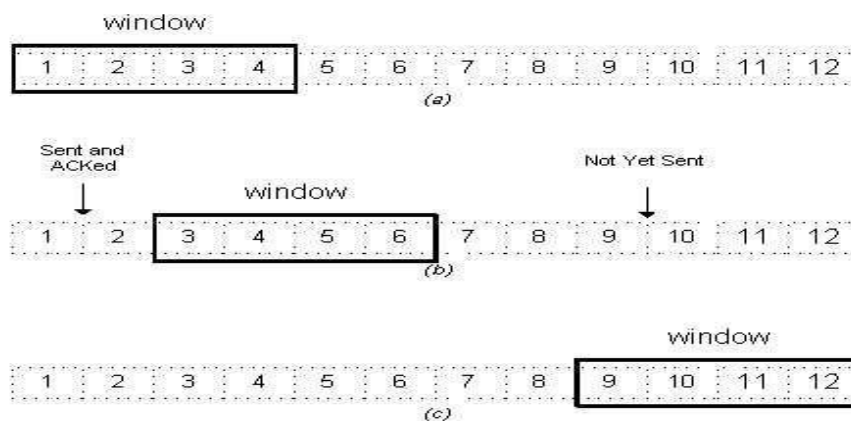 window
1 2 3 4 5 6 7 8 9 10 11 12
(a)
Sent and
ACKed
Not Yet Sent
window
1 2 3 4 5 6 7 8 9 10 11 12
(b)
window
1 2 3 4 5 6 7 8 9 10 11 12
(c)